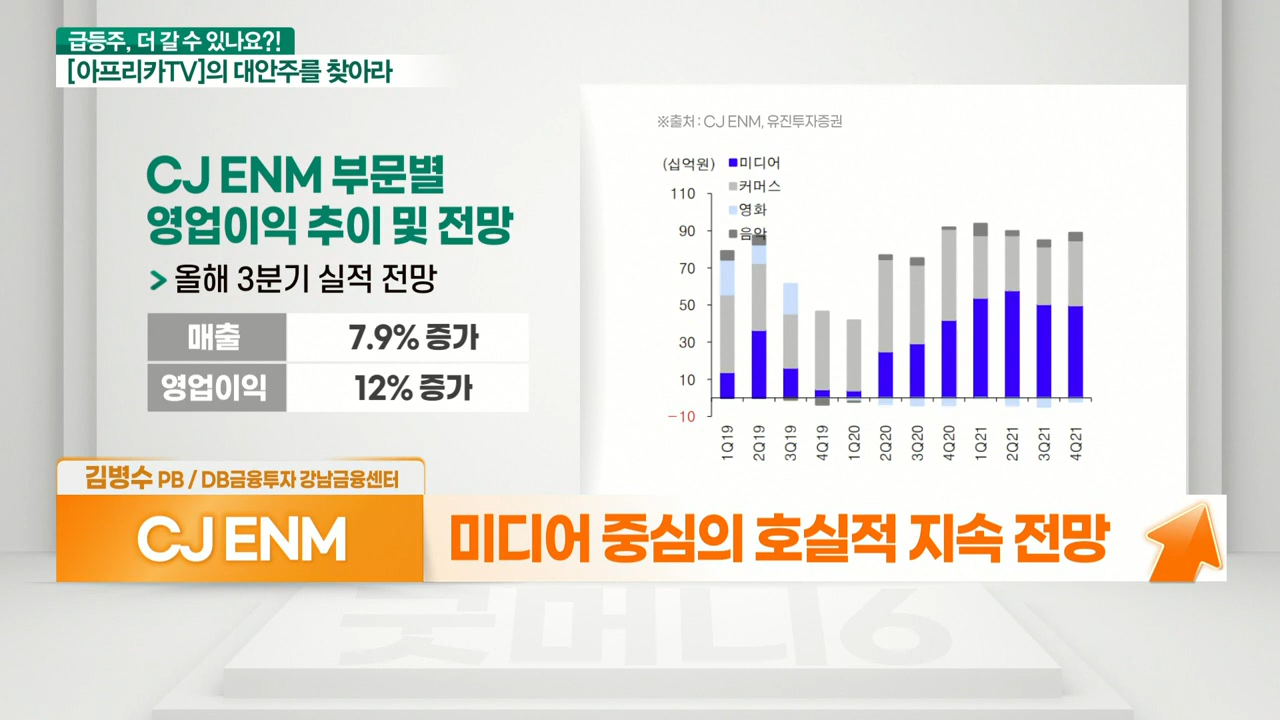 급등주, 더 갈 수 있나요?!
[아프리카TV]의 대안주를 찾아라
CJ ENM 부문별
영업이익 추이 및 전망
> 올해 3분기 실적 전망
매출 7.9% 증가
영업이익 12% 증가
※출처 : CJ ENM, 유진투자증권
(십억원)
미디어
커머스
영화
음악
110
90
70
50
30
10
-10
1Q19 2Q19 3Q19 4Q19 1Q20 2Q20 3Q20 4Q20 1Q21 2Q21 3Q21 4Q21
김병수 PB / DB금융투자 강남금융센터
CJ ENM
미디어 중심의 호실적 지속 전망
굿머니6